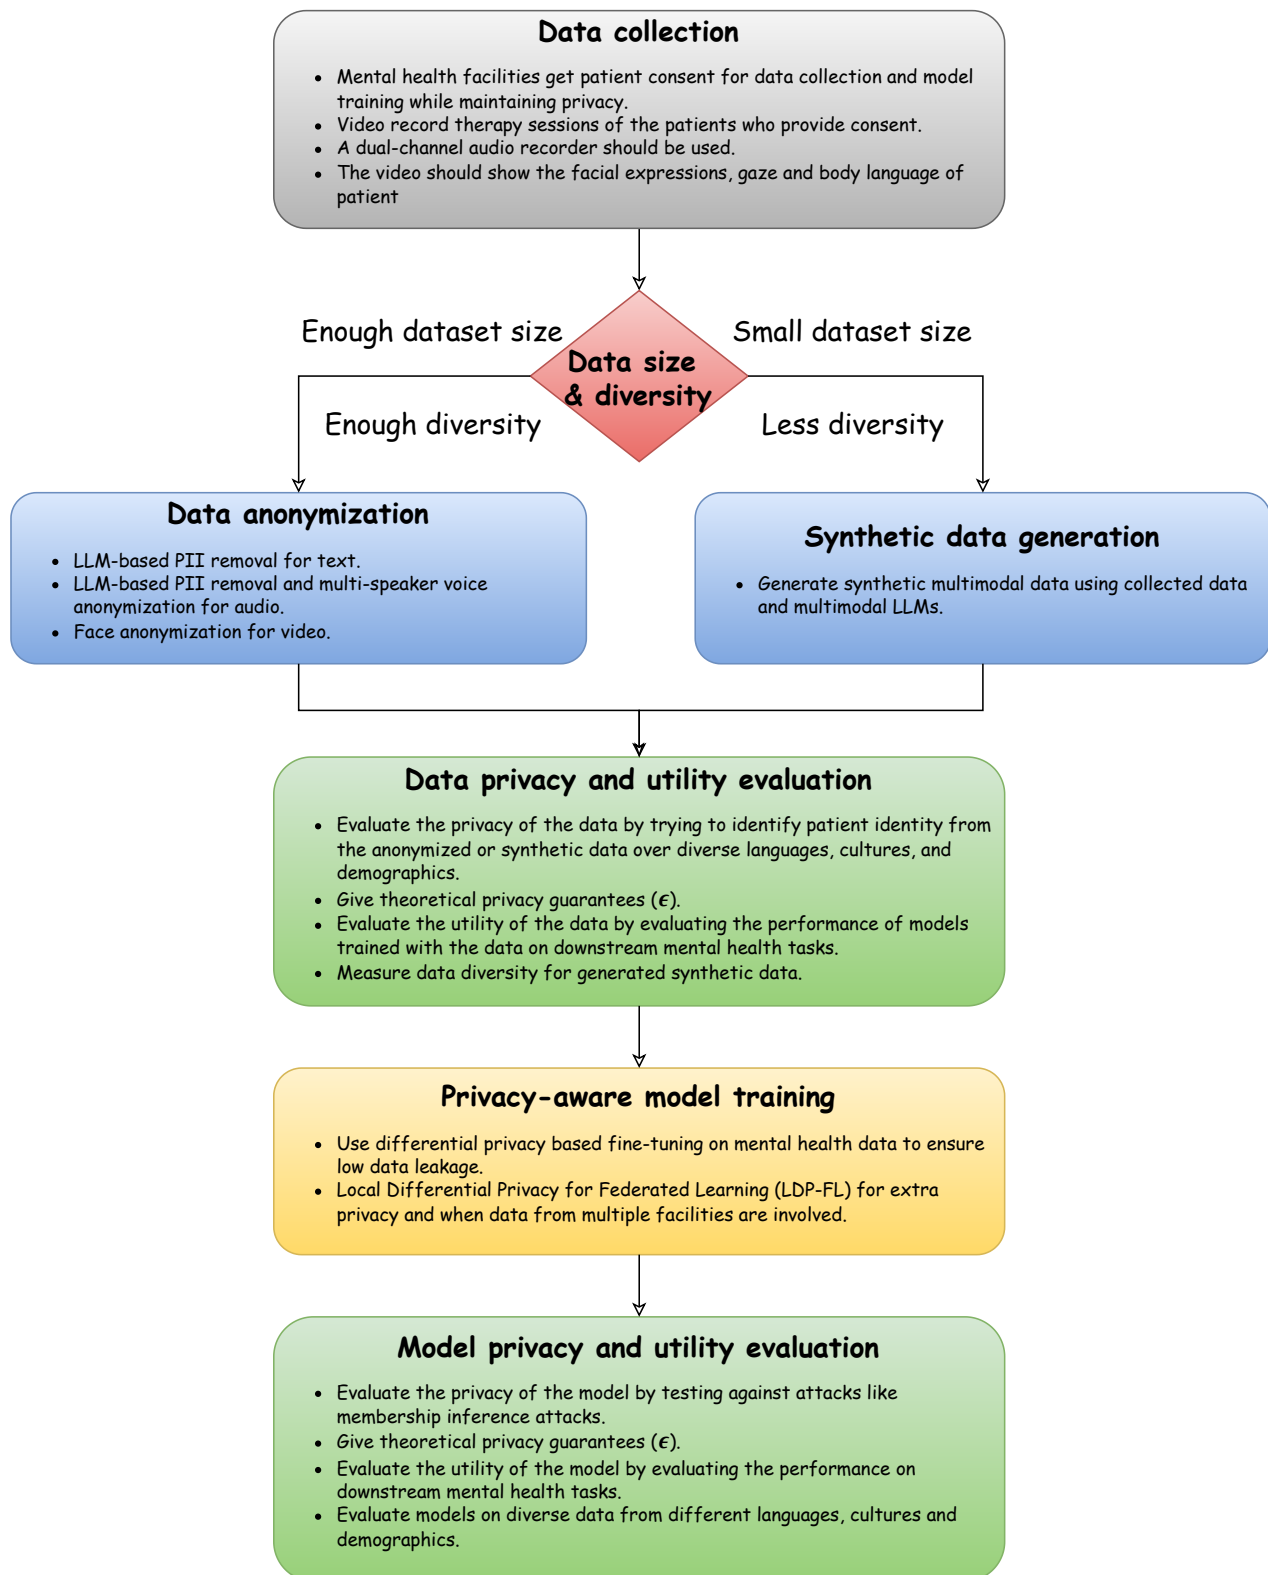 Data collection
• Mental health facilities get patient consent for data collection and model
training while maintaining privacy.
• Video record therapy sessions of the patients who provide consent.
• A dual-channel audio recorder should be used.
• The video should show the facial expressions, gaze and body language of
patient
Enough dataset size
Small dataset size
Data size
& diversity
Enough diversity
Less diversity
Data anonymization
• LLM-based PII removal for text.
• LLM-based PII removal and multi-speaker voice
anonymization for audio.
• Face anonymization for video.
Synthetic data generation
• Generate synthetic multimodal data using collected data
and multimodal LLMs.
Data privacy and utility evaluation
• Evaluate the privacy of the data by trying to identify patient identity from
the anonymized or synthetic data over diverse languages, cultures, and
demographics.
• Give theoretical privacy guarantees (ϵ).
• Evaluate the utility of the data by evaluating the performance of models
trained with the data on downstream mental health tasks.
• Measure data diversity for generated synthetic data.
Privacy-aware model training
• Use differential privacy based fine-tuning on mental health data to ensure
low data leakage.
• Local Differential Privacy for Federated Learning (LDP-FL) for extra
privacy and when data from multiple facilities are involved.
Model privacy and utility evaluation
• Evaluate the privacy of the model by testing against attacks like
membership inference attacks.
• Give theoretical privacy guarantees (ϵ).
• Evaluate the utility of the model by evaluating the performance on
downstream mental health tasks.
• Evaluate models on diverse data from different languages, cultures and
demographics.